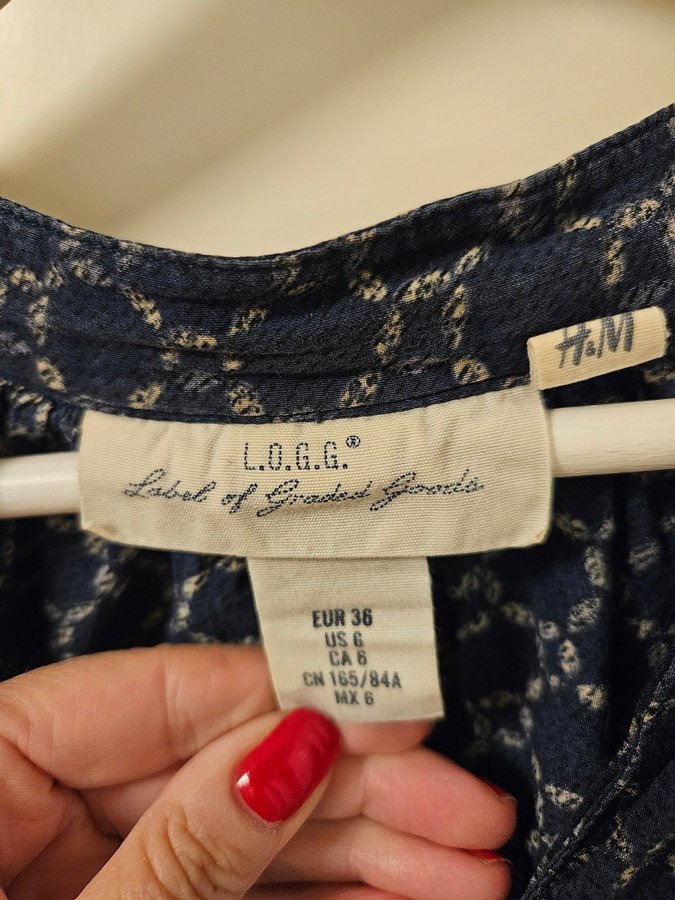 H&M
L.O.G.G.®
Label of Graded Goods
EUR 36
US 6
CA 6
CN 165/84A
MX 6